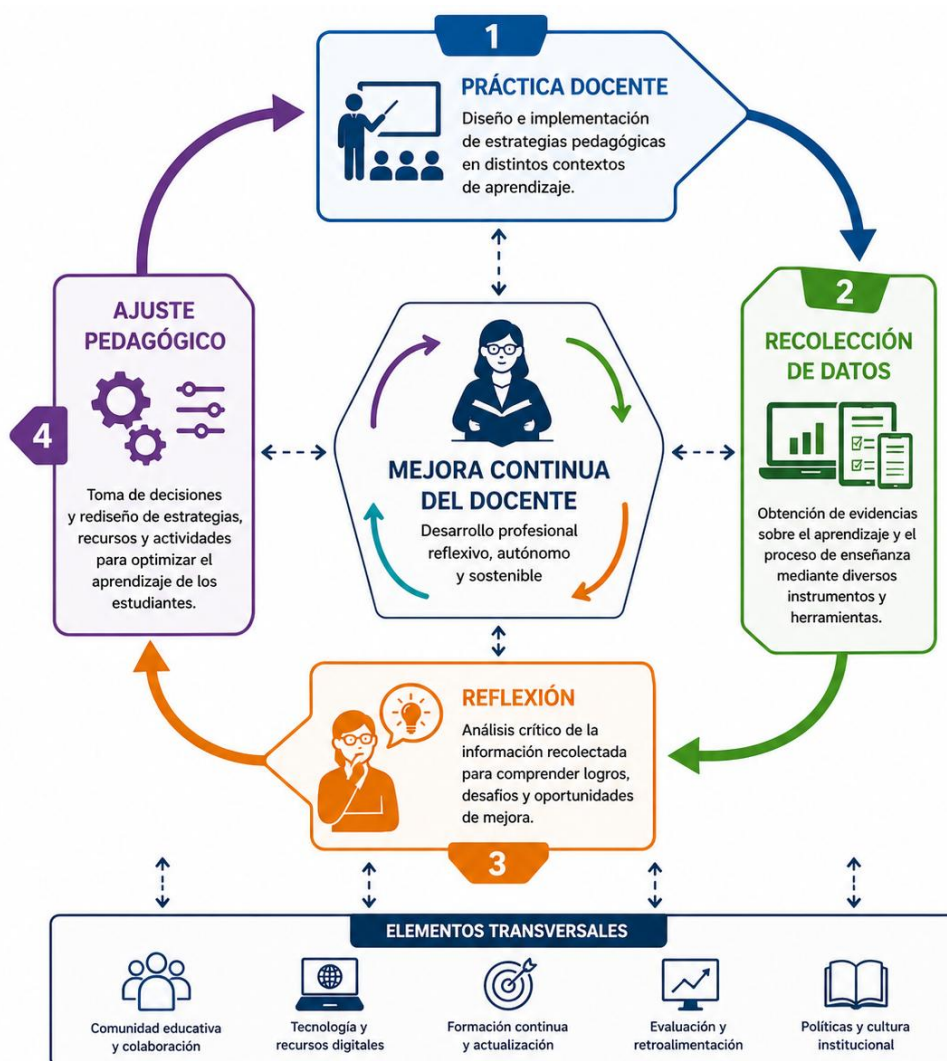 1
PRÁCTICA DOCENTE
Diseño e implementación
de estrategias pedagógicas
en distintos contextos
de aprendizaje.
2
RECOLECCIÓN
DE DATOS
Obtención de evidencias
sobre el aprendizaje y el
proceso de enseñanza
mediante diversos
instrumentos y
herramientas.
3
REFLEXIÓN
Análisis crítico de la
información recolectada
para comprender logros,
desafíos y oportunidades
de mejora.
4
AJUSTE
PEDAGÓGICO
Toma de decisiones
y rediseño de estrategias,
recursos y actividades
para optimizar el
aprendizaje de los
estudiantes.
MEJORA CONTINUA
DEL DOCENTE
Desarrollo profesional
reflexivo, autónomo
y sostenible
ELEMENTOS TRANSVERSALES
Comunidad educativa
y colaboración
Tecnología y
recursos digitales
Formación continua
y actualización
Evaluación y
retroalimentación
Políticas y cultura
institucional